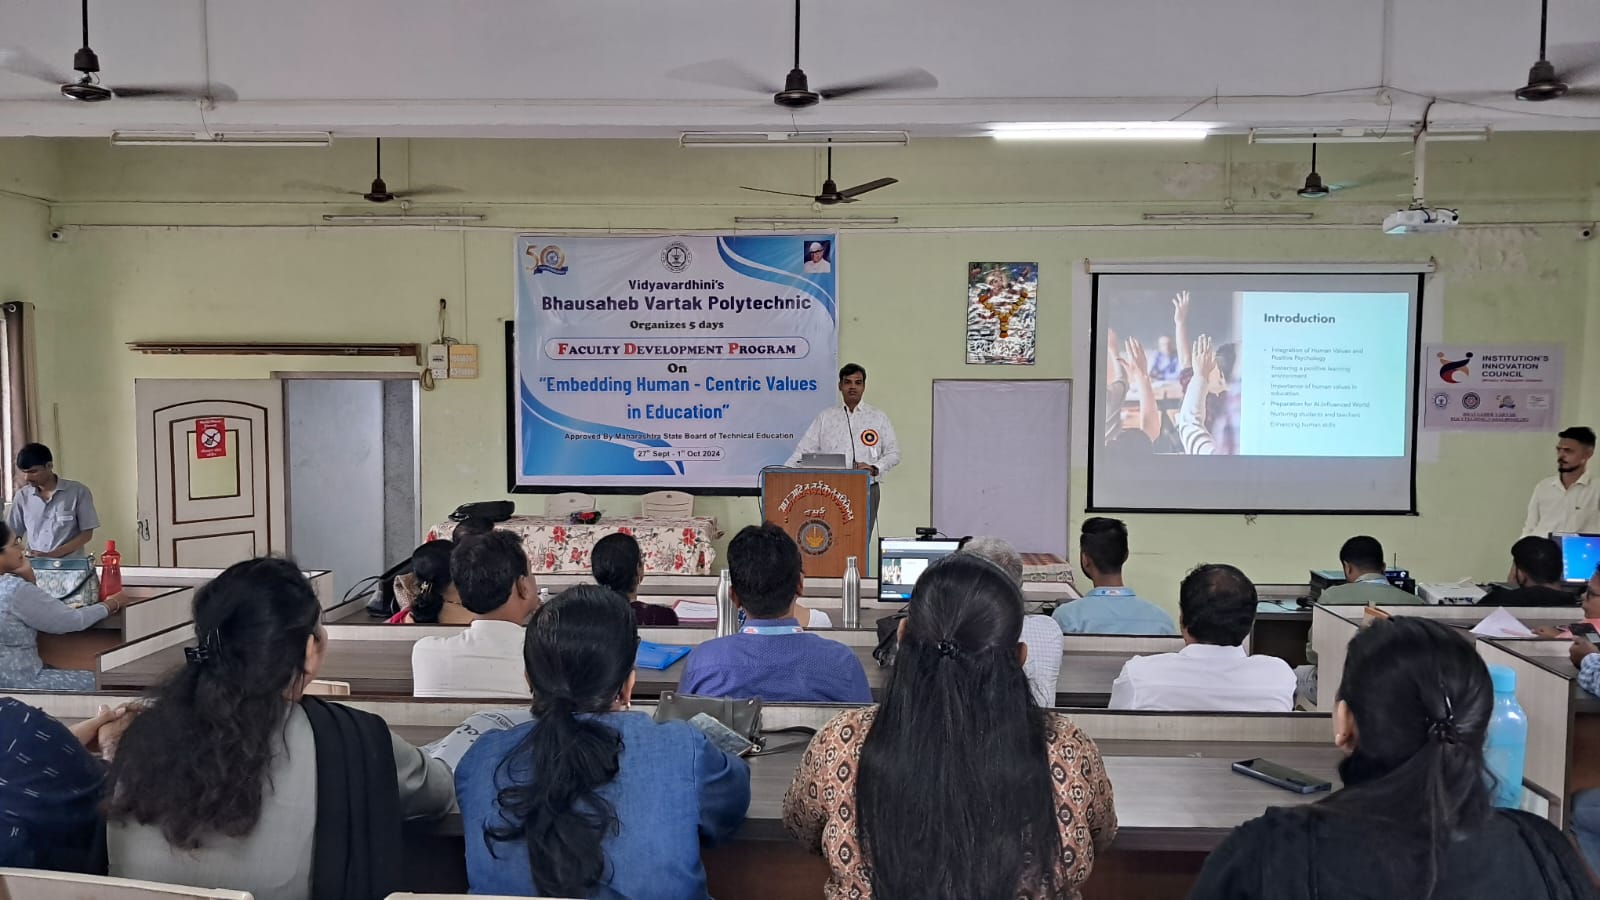 50
Vidyavardhini's
Bhausaheb Vartak Polytechnic
Organizes 5 days
FACULTY DEVELOPMENT PROGRAM
On
“Embedding Human - Centric Values
in Education”
Approved By Maharashtra State Board of Technical Education
27th Sept - 1st Oct 2024
Introduction
Integration of Human Values and
Positive Psychology
Fostering a positive learning
environment
Importance of human values in
education
Preparation for AI-Influenced World
Nurturing students and teachers
Enhancing human skills
INSTITUTION'S
INNOVATION
COUNCIL